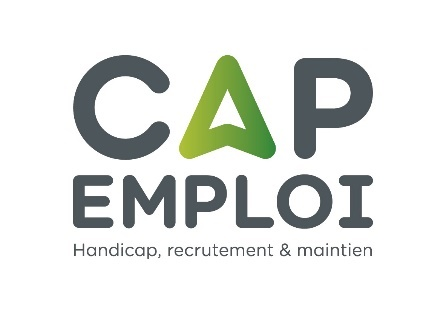 CAP
EMPLOI
Handicap, recrutement & maintien